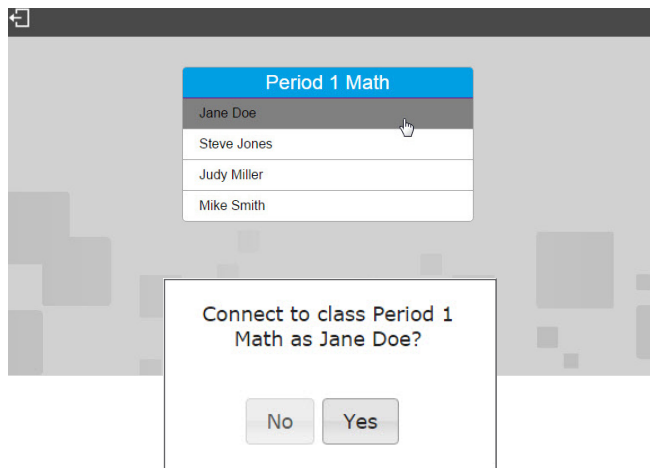 Period 1 Math
Jane Doe
Steve Jones
Judy Miller
Mike Smith
Connect to class Period 1
Math as Jane Doe?
No Yes